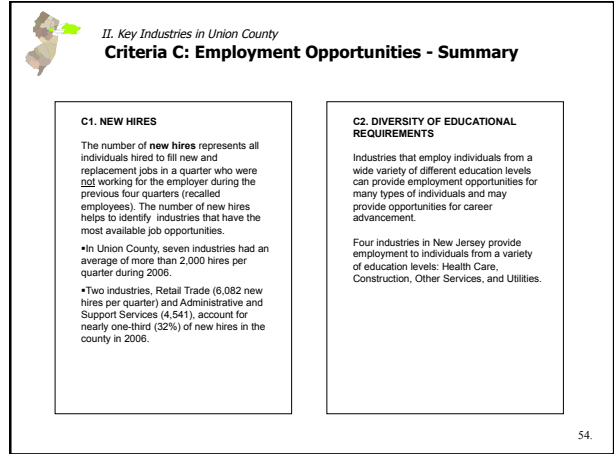 II. Key Industries in Union County
Criteria C: Employment Opportunities - Summary
C1. NEW HIRES
The number of new hires represents all
individuals hired to fill new and
replacement jobs in a quarter who were
not working for the employer during the
previous four quarters (recalled
employees). The number of new hires
helps to identify industries that have the
most available job opportunities.
▪In Union County, seven industries had an
average of more than 2,000 hires per
quarter during 2006.
▪Two industries, Retail Trade (6,082 new
hires per quarter) and Administrative and
Support Services (4,541), account for
nearly one-third (32%) of new hires in the
county in 2006.
C2. DIVERSITY OF EDUCATIONAL
REQUIREMENTS
Industries that employ individuals from a
wide variety of different education levels
can provide employment opportunities for
many types of individuals and may
provide opportunities for career
advancement.
Four industries in New Jersey provide
employment to individuals from a variety
of education levels: Health Care,
Construction, Other Services, and Utilities.
54.